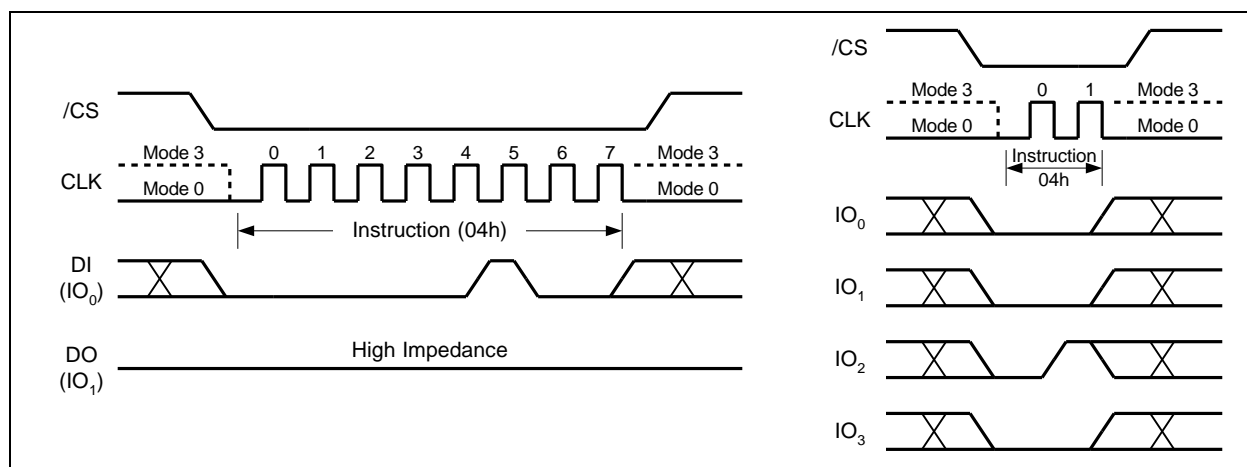 /CS
Mode 3 0 1 2 3 4 5 6 7 Mode 3
CLK
Mode 0 Mode 0
Instruction (04h)
DI
(IO0)
High Impedance
DO
(IO1)
/CS
Mode 3 0 1 Mode 3
CLK
Mode 0 Mode 0
Instruction
04h
IO0
IO1
IO2
IO3